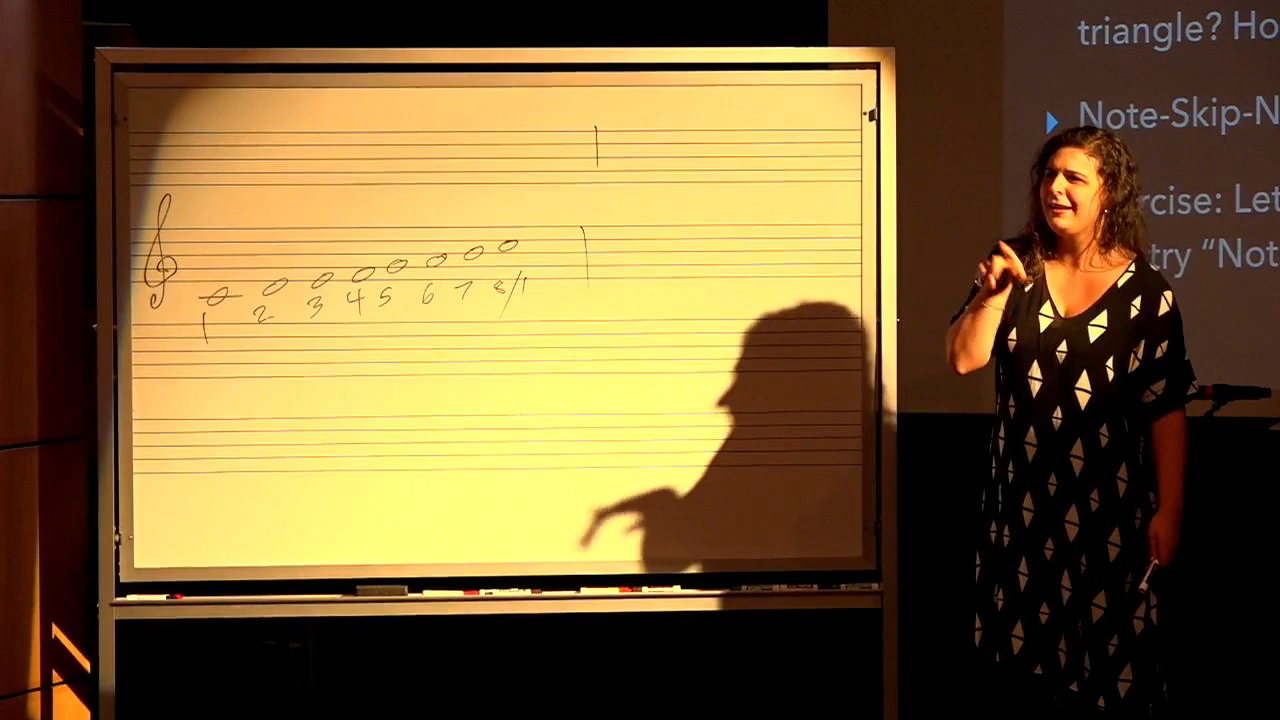 1 2 3 4 5 6 7 8/1
triangle? Ho
Note-Skip-N
rcise: Let
try “Not